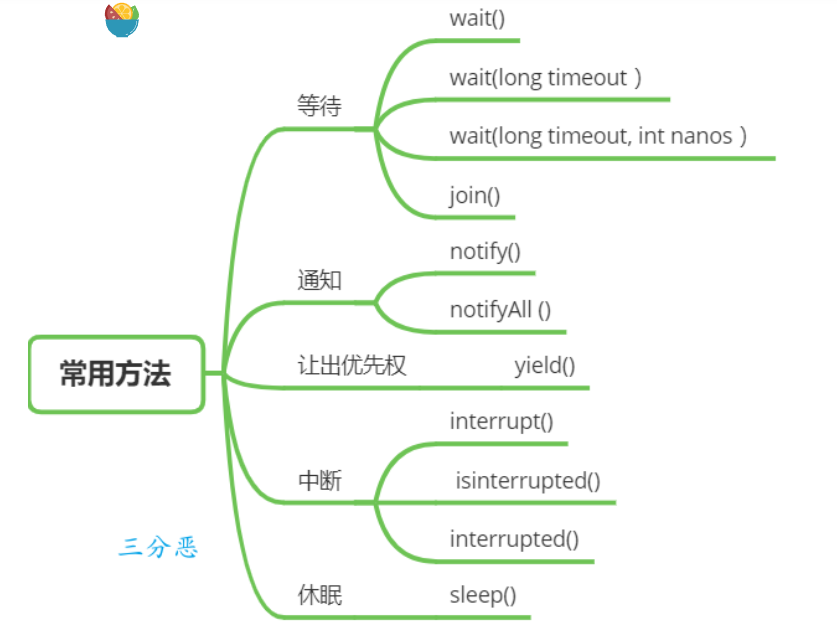 常用方法
等待
wait()
wait(long timeout )
wait(long timeout, int nanos )
join()
通知
notify()
notifyAll ()
让出优先权
yield()
中断
interrupt()
isinterrupted()
interrupted()
休眠
sleep()
三分恶